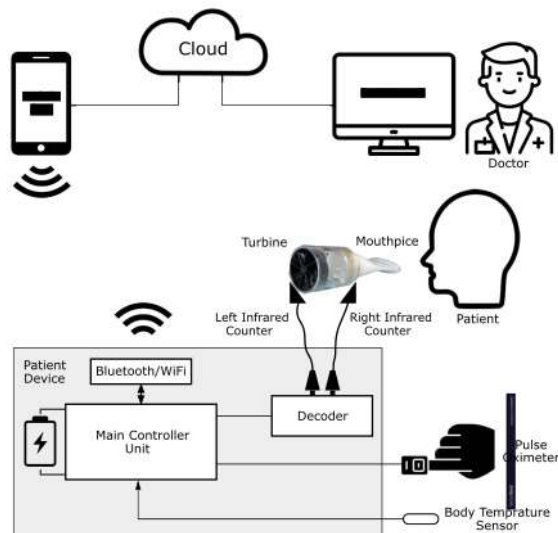 Cloud
Doctor
Turbine
Mouthpice
Left Infrared
Counter
Right Infrared
Counter
Patient
Patient
Device
Bluetooth/WiFi
Decoder
Main Controller
Unit
Pulse
Oximeter
Body Temprature
Sensor